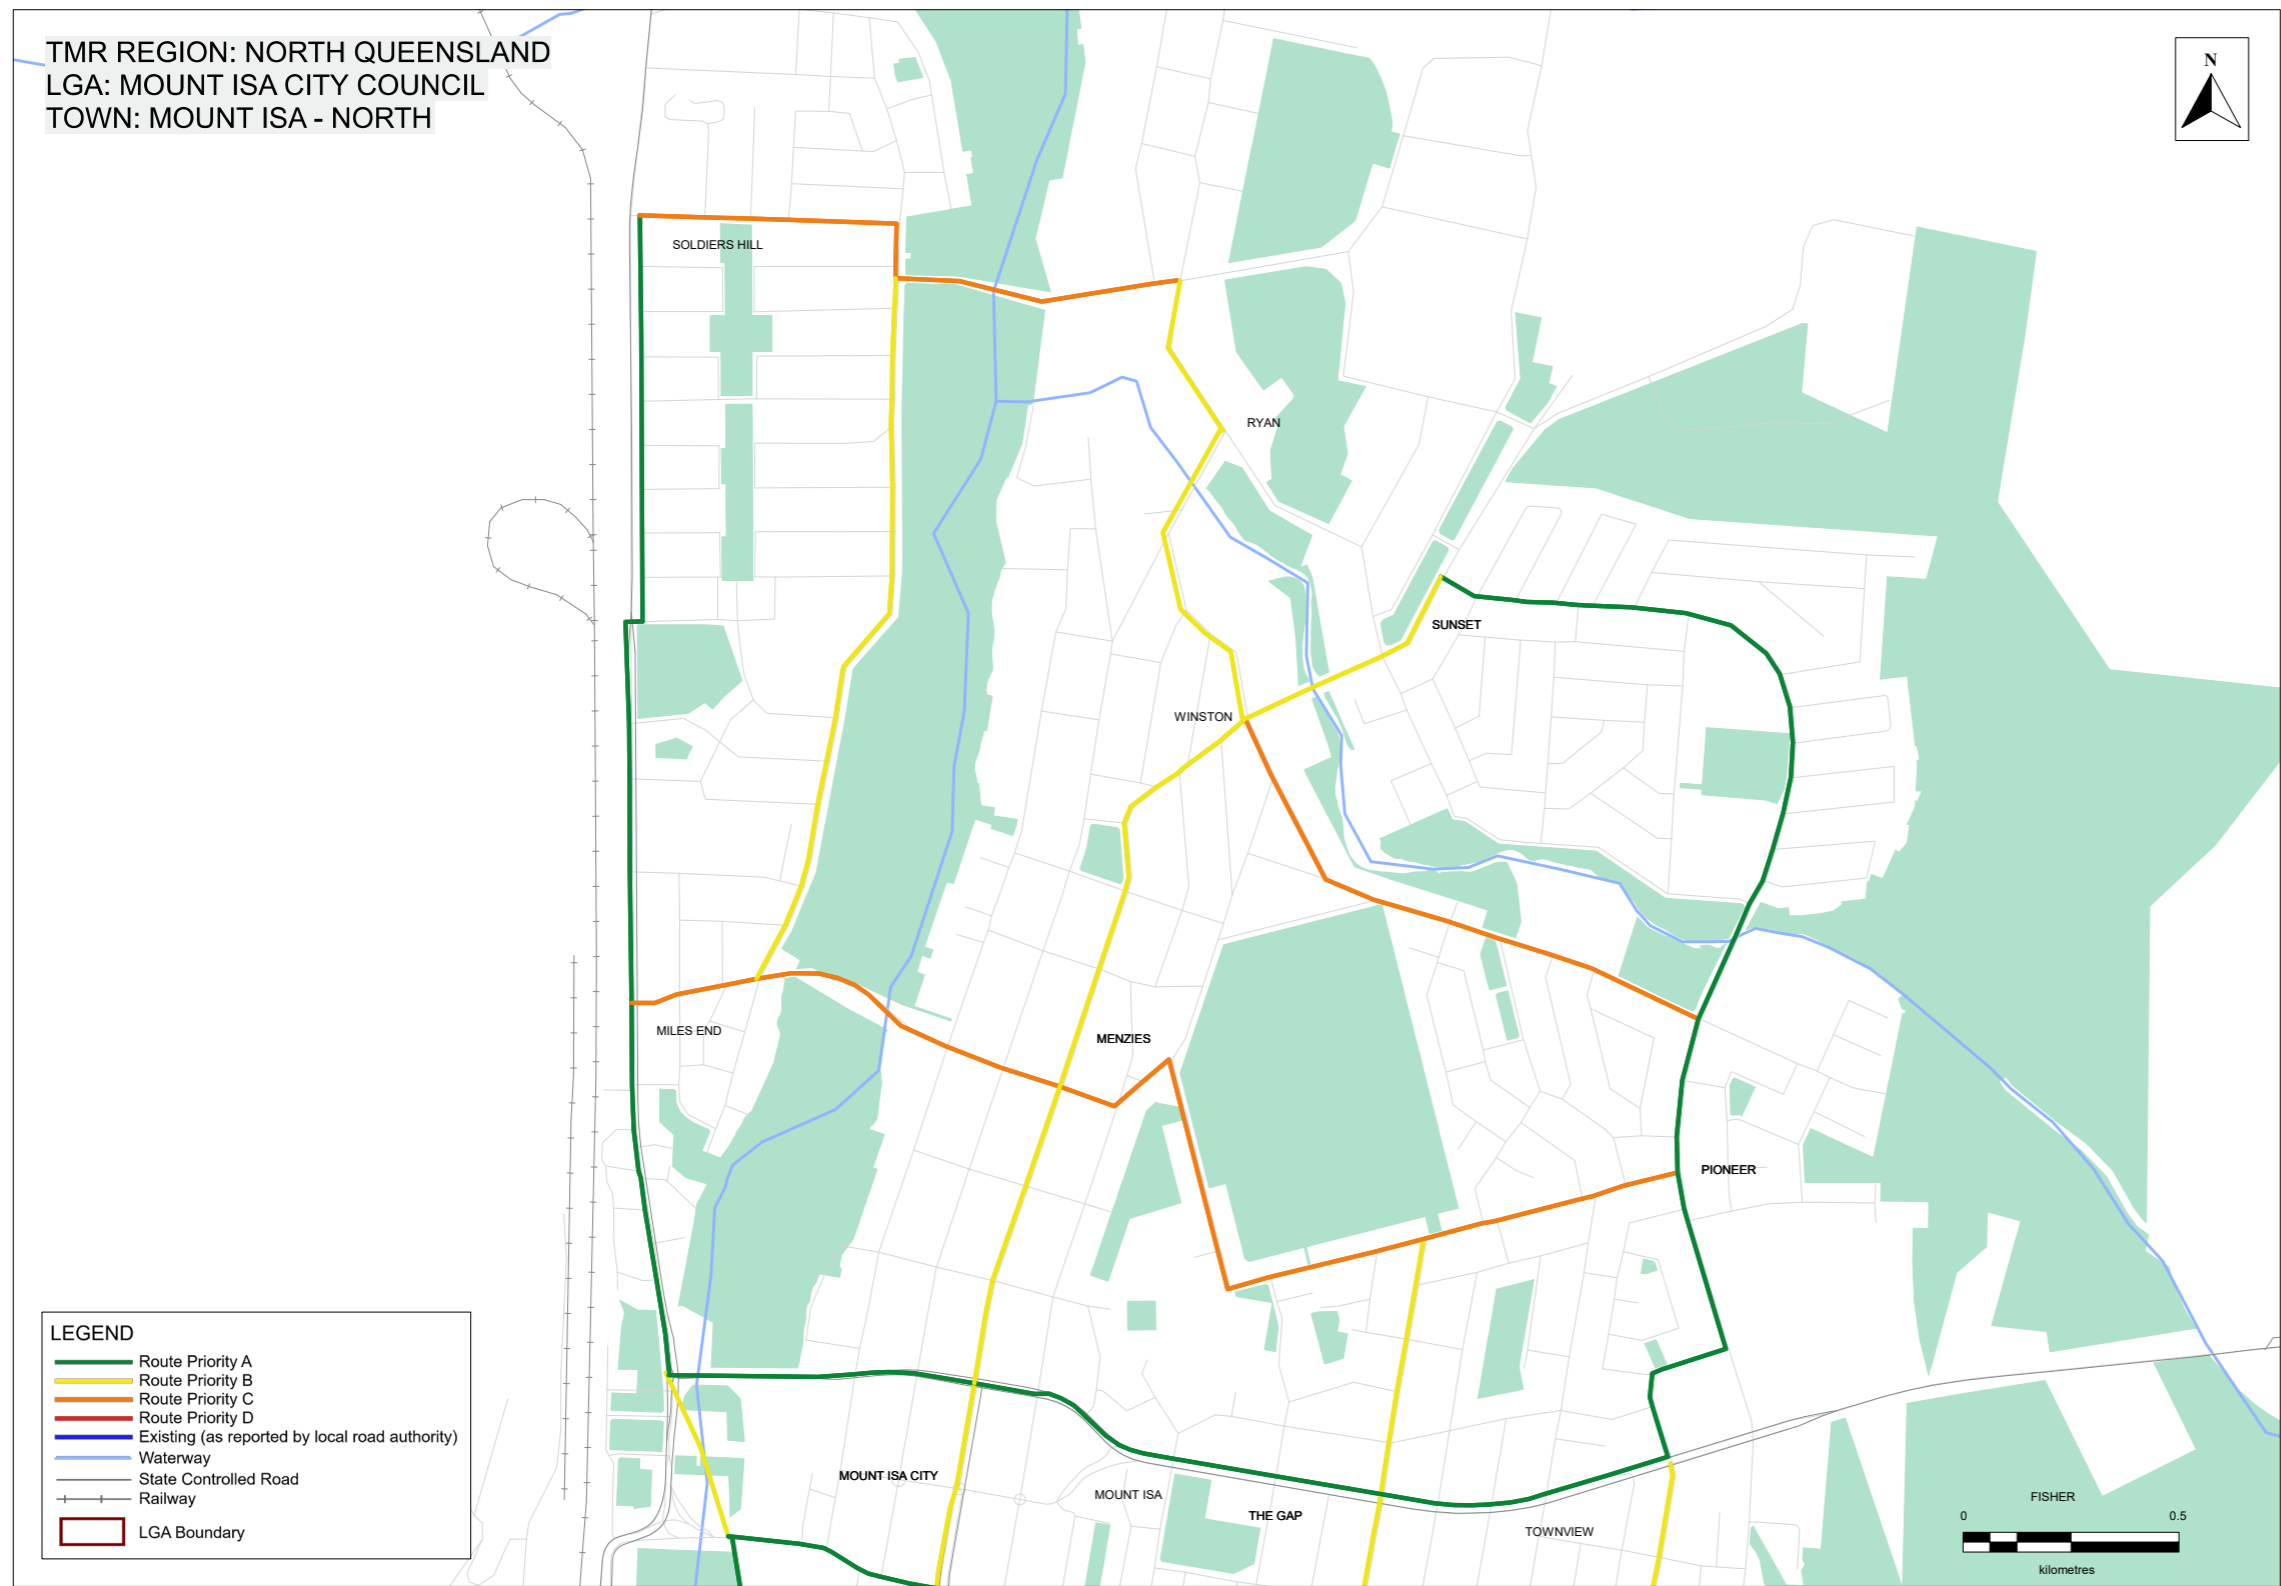 TMR REGION: NORTH QUEENSLAND
LGA: MOUNT ISA CITY COUNCIL
TOWN: MOUNT ISA - NORTH
N
SOLDIERS HILL
RYAN
SUNSET
WINSTON
MILES END
MENZIES
PIONEER
MOUNT ISA CITY
MOUNT ISA
THE GAP
TOWNVIEW
FISHER
0 0.5
kilometres
LEGEND
Route Priority A
Route Priority B
Route Priority C
Route Priority D
Existing (as reported by local road authority)
Waterway
State Controlled Road
Railway
LGA Boundary